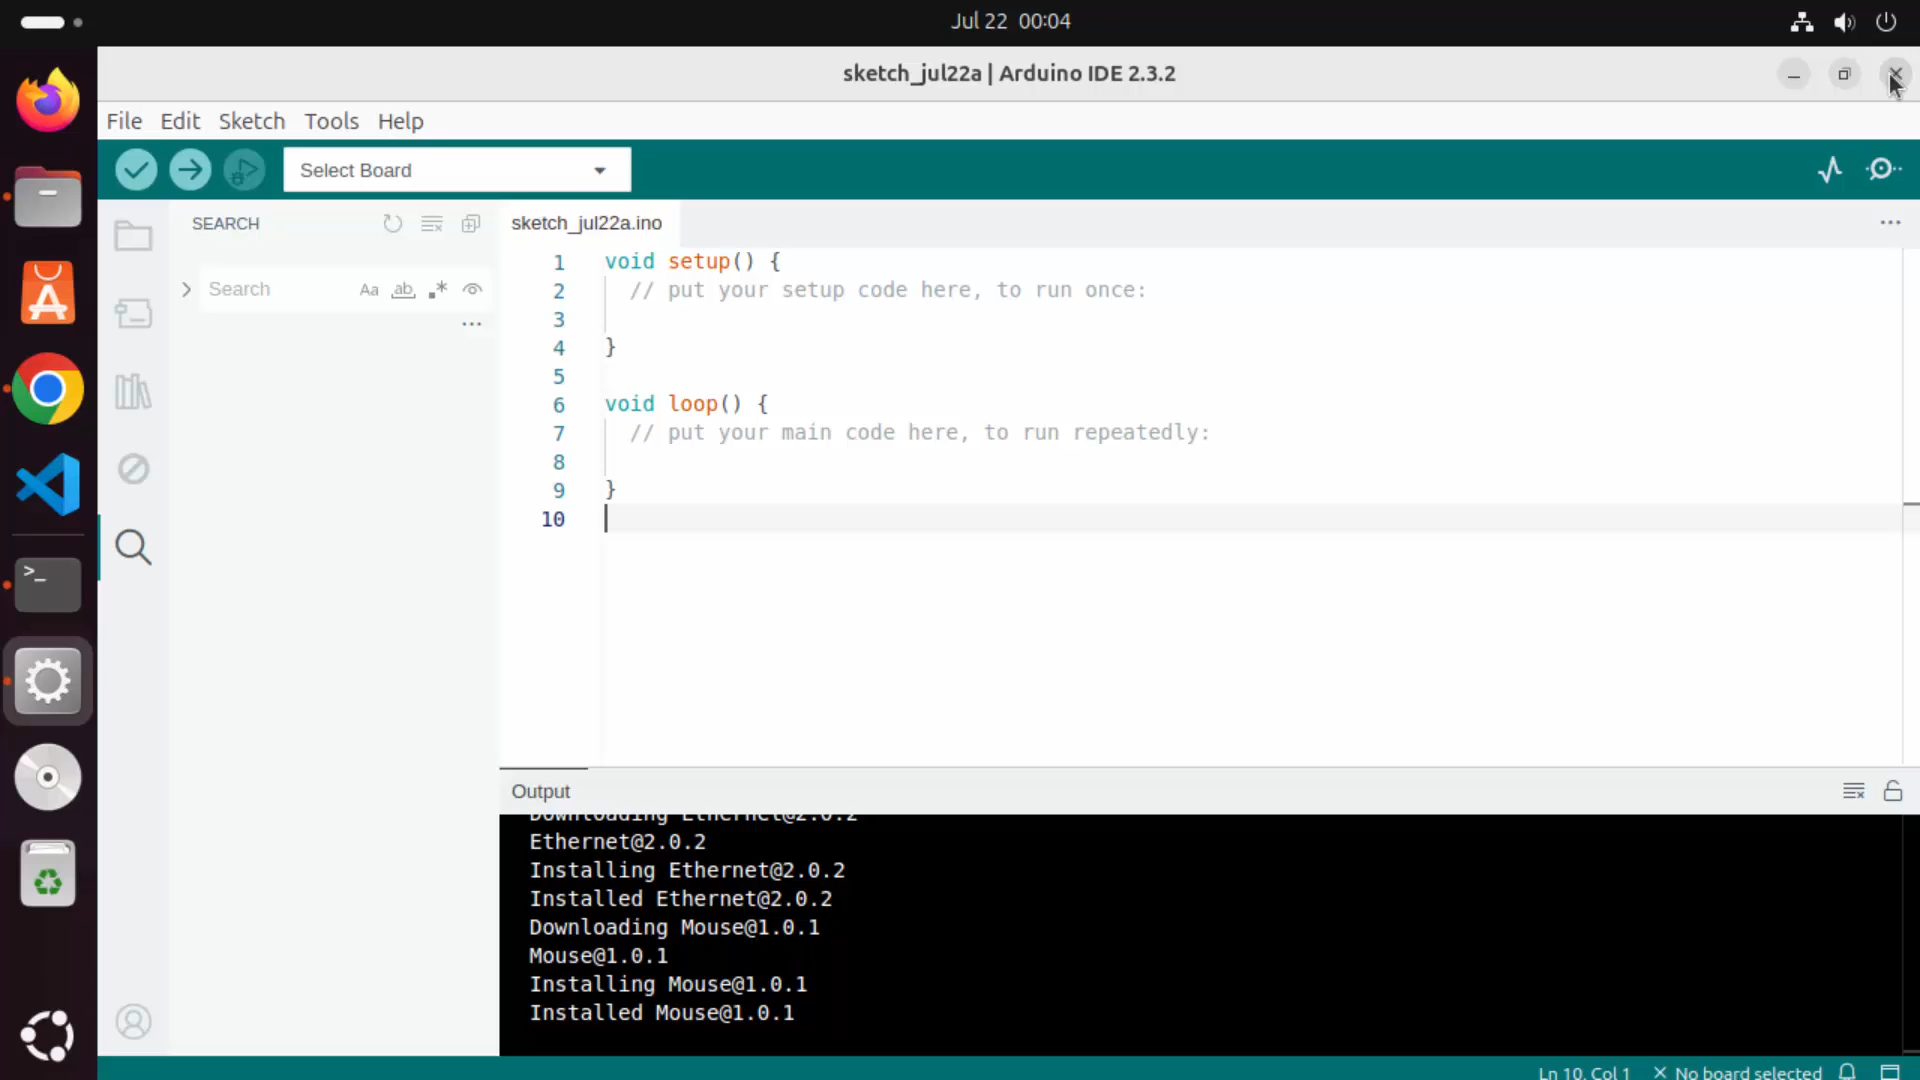 Jul 22 00:04
sketch_jul22a | Arduino IDE 2.3.2
File Edit Sketch Tools Help
Select Board
SEARCH
sketch_jul22a.ino
Search
Aa ab .*
1 void setup() {
2 // put your setup code here, to run once:
3
4 }
5
6 void loop() {
7 // put your main code here, to run repeatedly:
8
9 }
10
Output
Downloading Ethernet@2.0.2
Ethernet@2.0.2
Installing Ethernet@2.0.2
Installed Ethernet@2.0.2
Downloading Mouse@1.0.1
Mouse@1.0.1
Installing Mouse@1.0.1
Installed Mouse@1.0.1
Ln 10, Col 1 No board selected